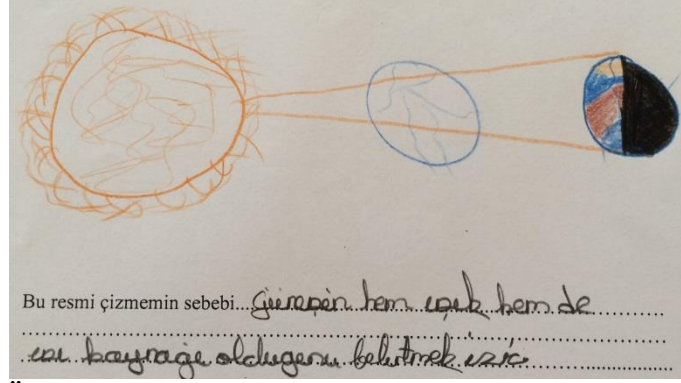 Bu resmi çizmemin sebebi...Güneşin hem ışık hem de
ısı kaynağı olduğunu belirtmek için